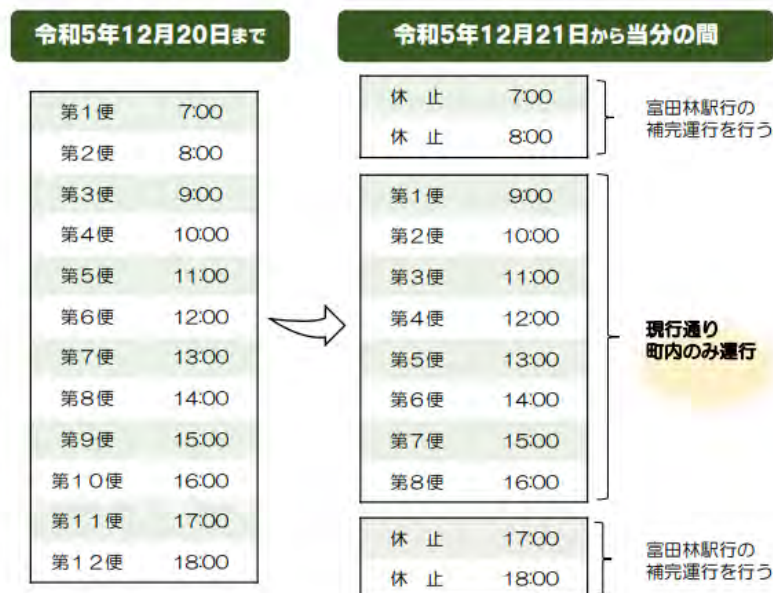 令和5年12月20日まで
第1便 7:00
第2便 8:00
第3便 9:00
第4便 10:00
第5便 11:00
第6便 12:00
第7便 13:00
第8便 14:00
第9便 15:00
第10便 16:00
第11便 17:00
第12便 18:00
令和5年12月21日から当分の間
休 止 7:00
休 止 8:00
富田林駅行の
補完運行を行う
第1便 9:00
第2便 10:00
第3便 11:00
第4便 12:00
第5便 13:00
第6便 14:00
第7便 15:00
第8便 16:00
現行通り
町内のみ運行
休 止 17:00
休 止 18:00
富田林駅行の
補完運行を行う